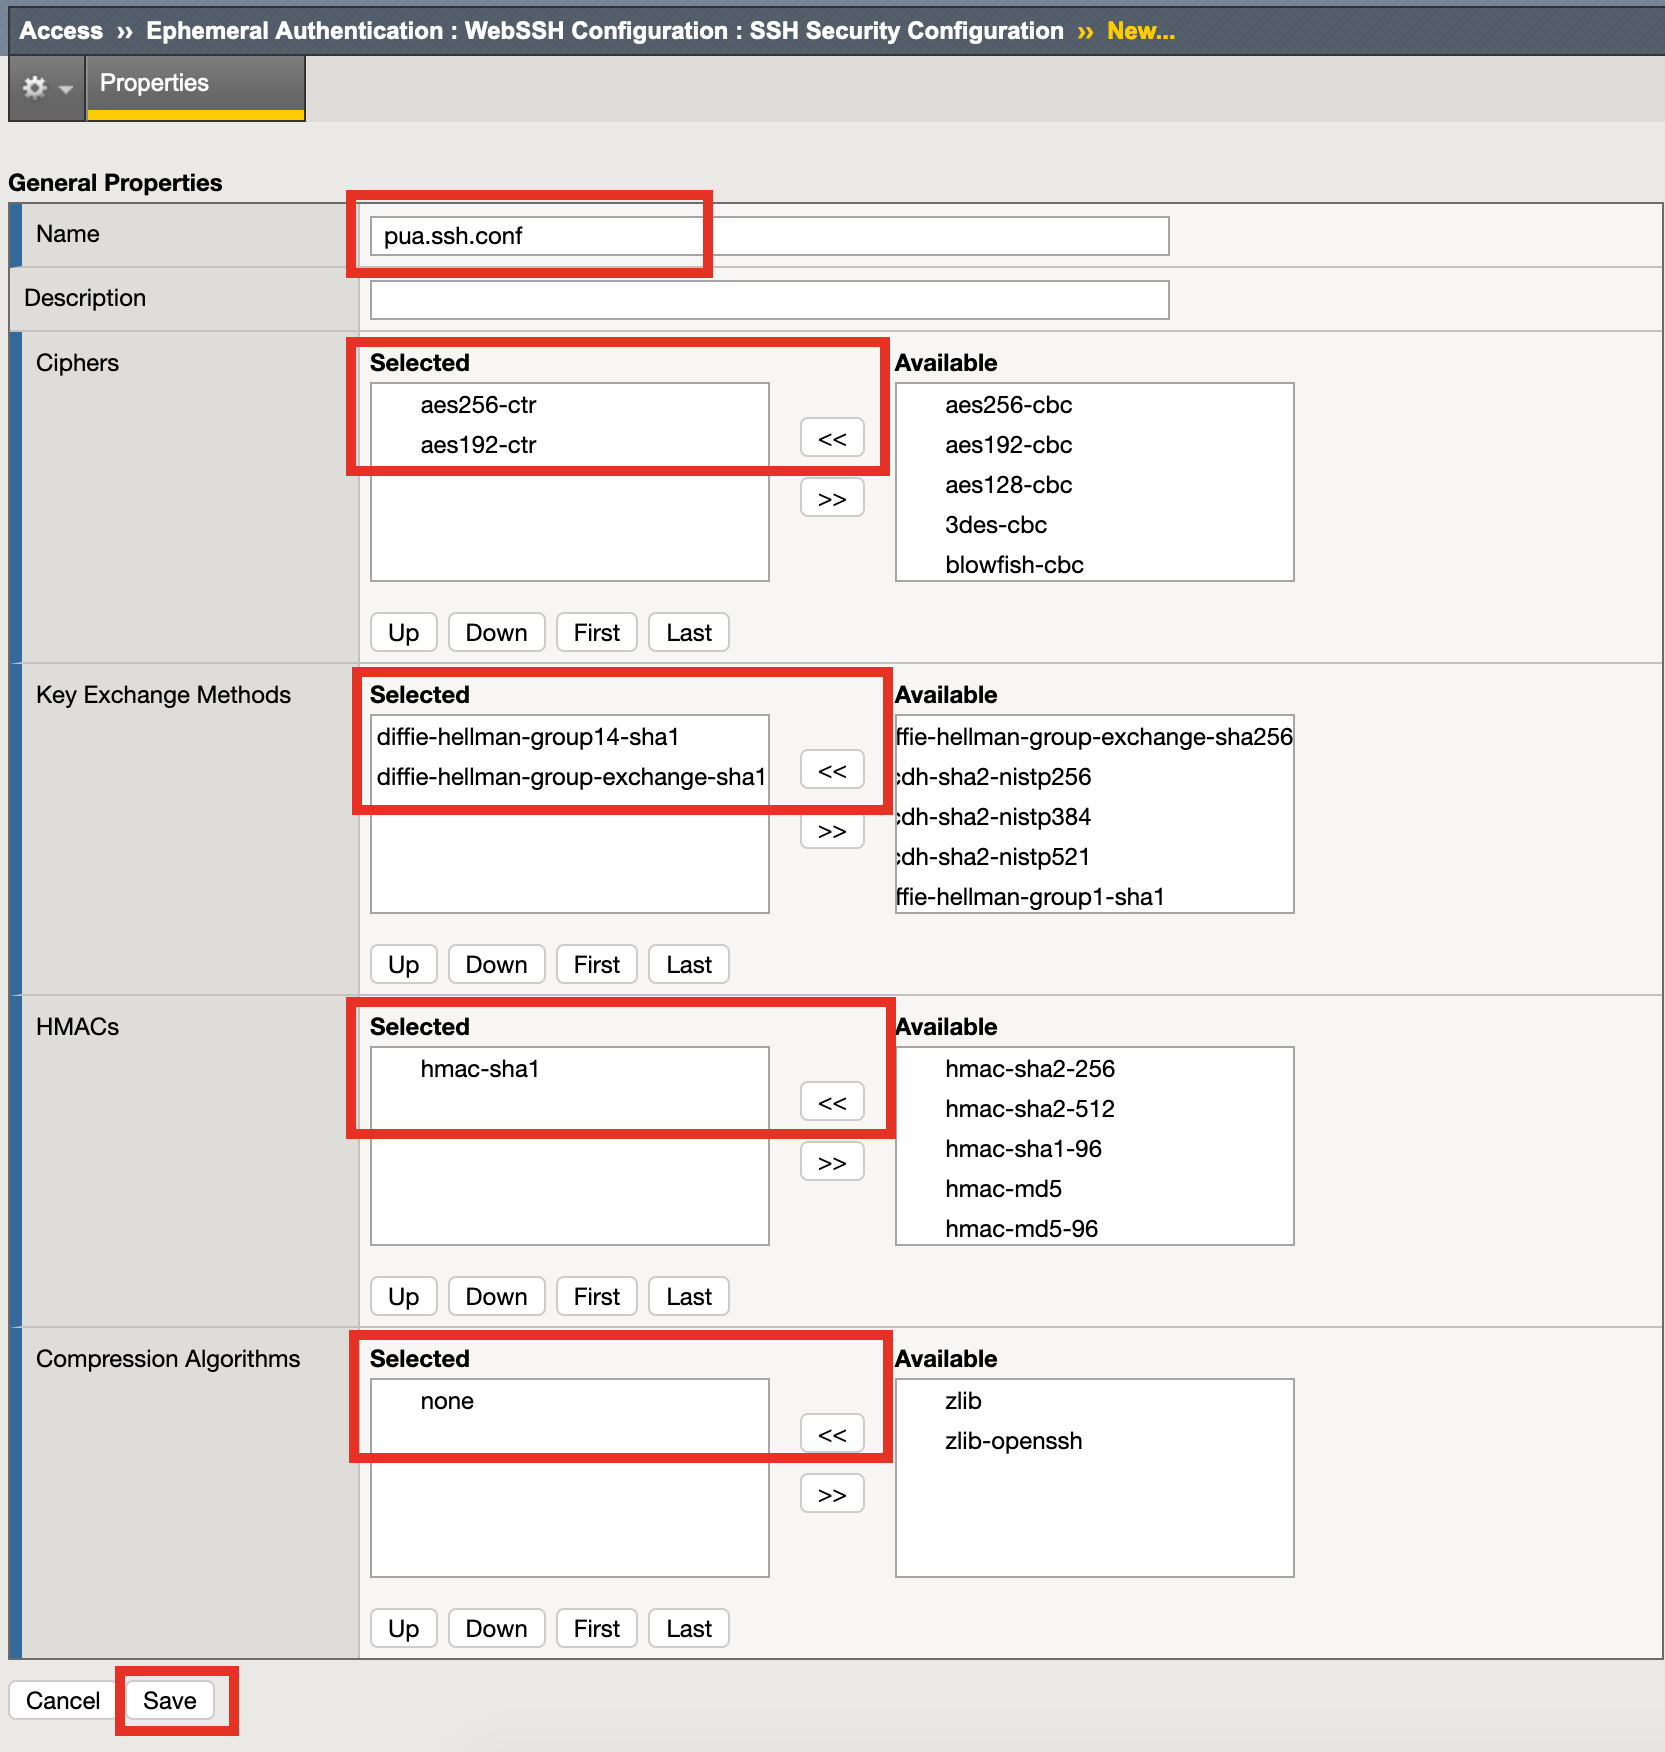 Access ›› Ephemeral Authentication : WebSSH Configuration : SSH Security Configuration ›› New...
Properties
General Properties
Name
pua.ssh.conf
Description
Ciphers
Selected
Available
aes256-ctr
aes192-ctr
<<
>>
aes256-cbc
aes192-cbc
aes128-cbc
3des-cbc
blowfish-cbc
Up Down First Last
Key Exchange Methods
Selected
Available
diffie-hellman-group14-sha1
diffie-hellman-group-exchange-sha1
<<
>>
ffie-hellman-group-exchange-sha256
cdh-sha2-nistp256
cdh-sha2-nistp384
cdh-sha2-nistp521
ffie-hellman-group1-sha1
Up Down First Last
HMACs
Selected
Available
hmac-sha1
<<
>>
hmac-sha2-256
hmac-sha2-512
hmac-sha1-96
hmac-md5
hmac-md5-96
Up Down First Last
Compression Algorithms
Selected
Available
none
<<
>>
zlib
zlib-openssh
Up Down First Last
Cancel Save